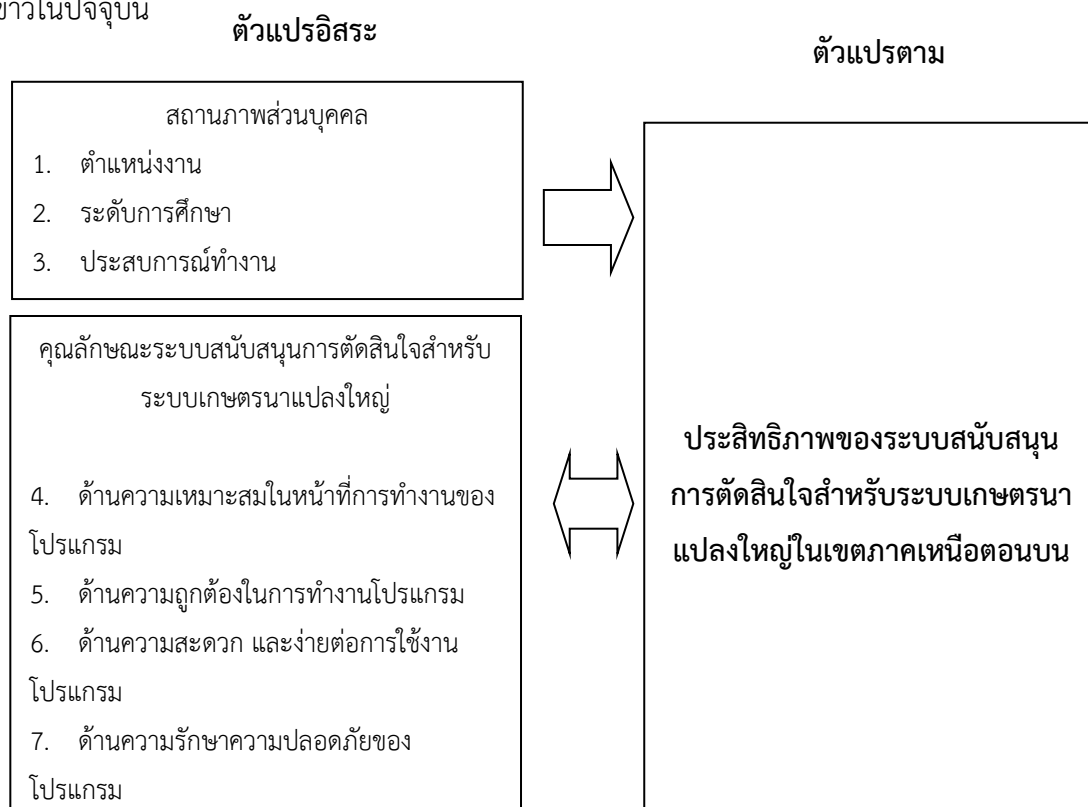 ข้าวในปัจจุบัน
ตัวแปรอิสระ
ตัวแปรตาม
สถานภาพส่วนบุคคล
1. ตำแหน่งงาน
2. ระดับการศึกษา
3. ประสบการณ์ทำงาน
คุณลักษณะระบบสนับสนุนการตัดสินใจสำหรับ
ระบบเกษตรนาแปลงใหญ่
4. ด้านความเหมาะสมในหน้าที่การทำงานของ
โปรแกรม
5. ด้านความถูกต้องในการทำงานโปรแกรม
6. ด้านความสะดวก และง่ายต่อการใช้งาน
โปรแกรม
7. ด้านความรักษาความปลอดภัยของ
โปรแกรม
ประสิทธิภาพของระบบสนับสนุน
การตัดสินใจสำหรับระบบเกษตรนา
แปลงใหญ่ในเขตภาคเหนือตอนบน